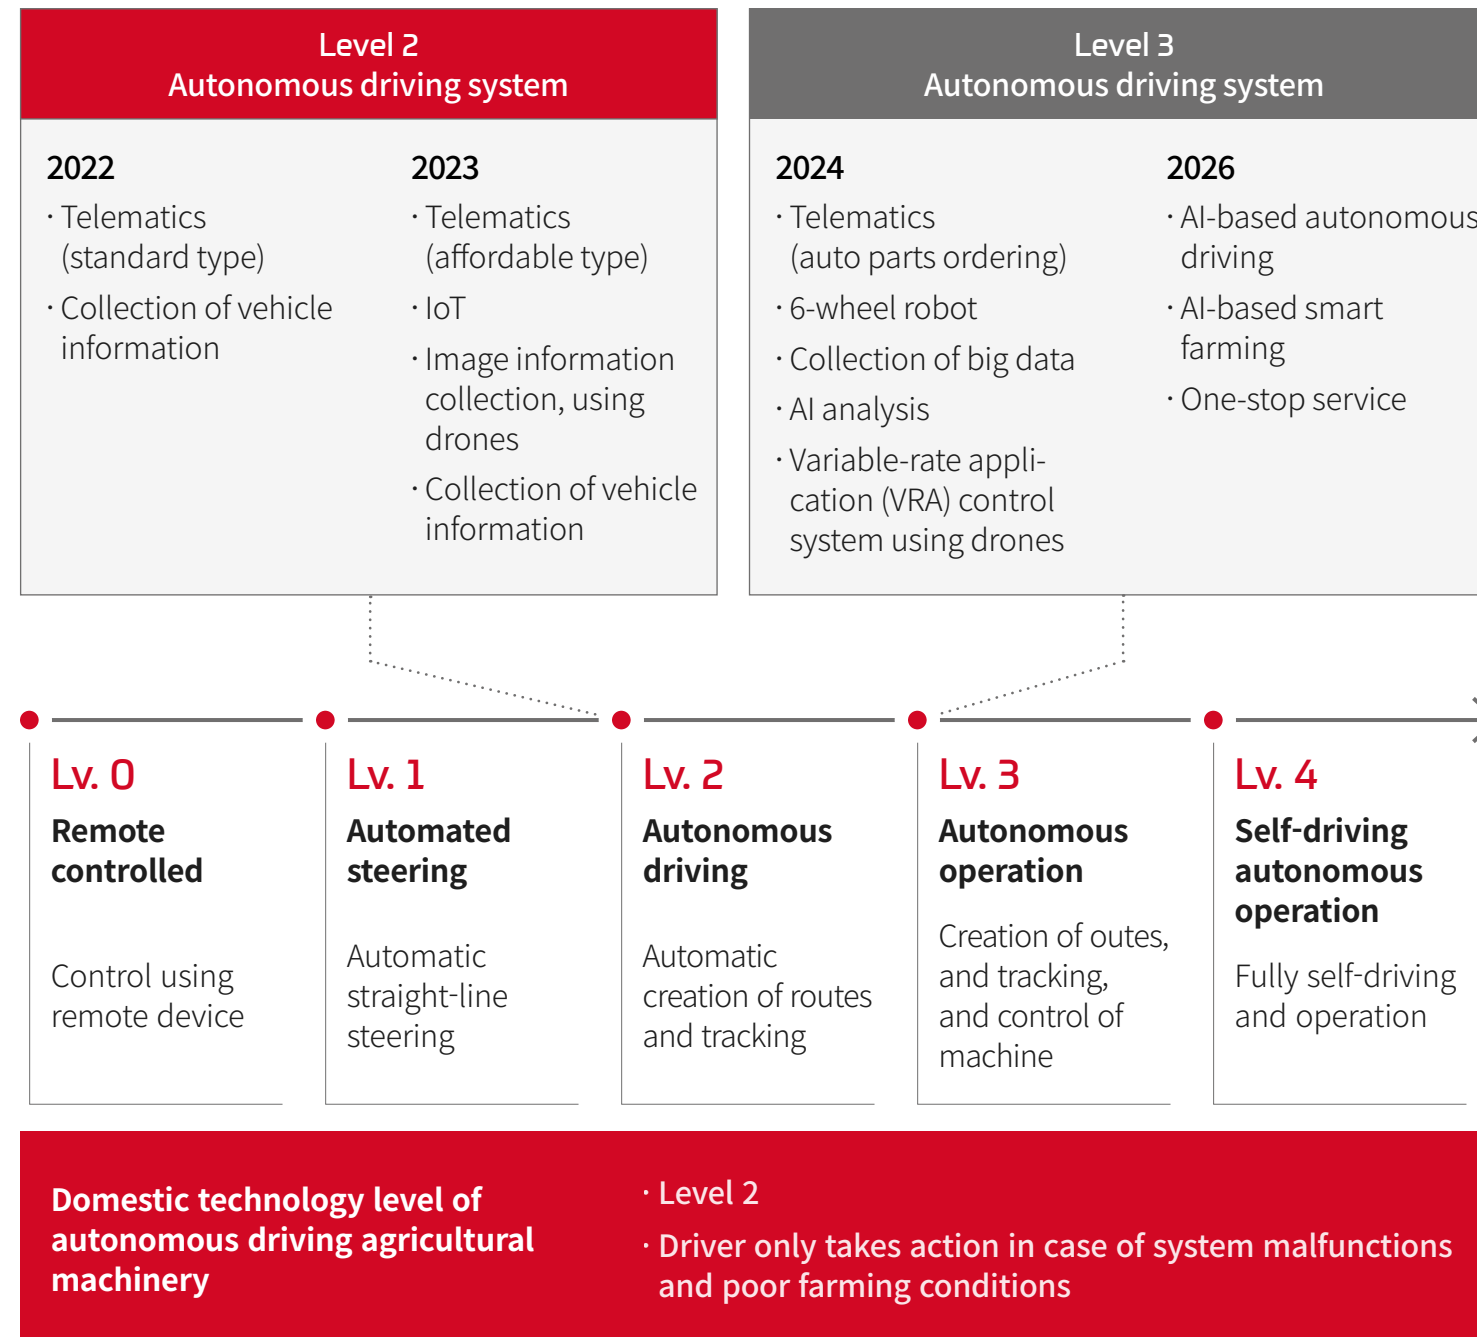 Level 2
Autonomous driving system
2022
· Telematics
(standard type)
· Collection of vehicle
information
2023
· Telematics
(affordable type)
· IoT
· Image information
collection, using
drones
· Collection of vehicle
information
Level 3
Autonomous driving system
2024
· Telematics
(auto parts ordering)
· 6-wheel robot
· Collection of big data
· AI analysis
· Variable-rate appli-
cation (VRA) control
system using drones
2026
· AI-based autonomous
driving
· AI-based smart
farming
· One-stop service
Lv. 0
Remote
controlled
Control using
remote device
Lv. 1
Automated
steering
Automatic
straight-line
steering
Lv. 2
Autonomous
driving
Automatic
creation of routes
and tracking
Lv. 3
Autonomous
operation
Creation of outes,
and tracking,
and control of
machine
Lv. 4
Self-driving
autonomous
operation
Fully self-driving
and operation
Domestic technology level of
autonomous driving agricultural
machinery
· Level 2
· Driver only takes action in case of system malfunctions
and poor farming conditions